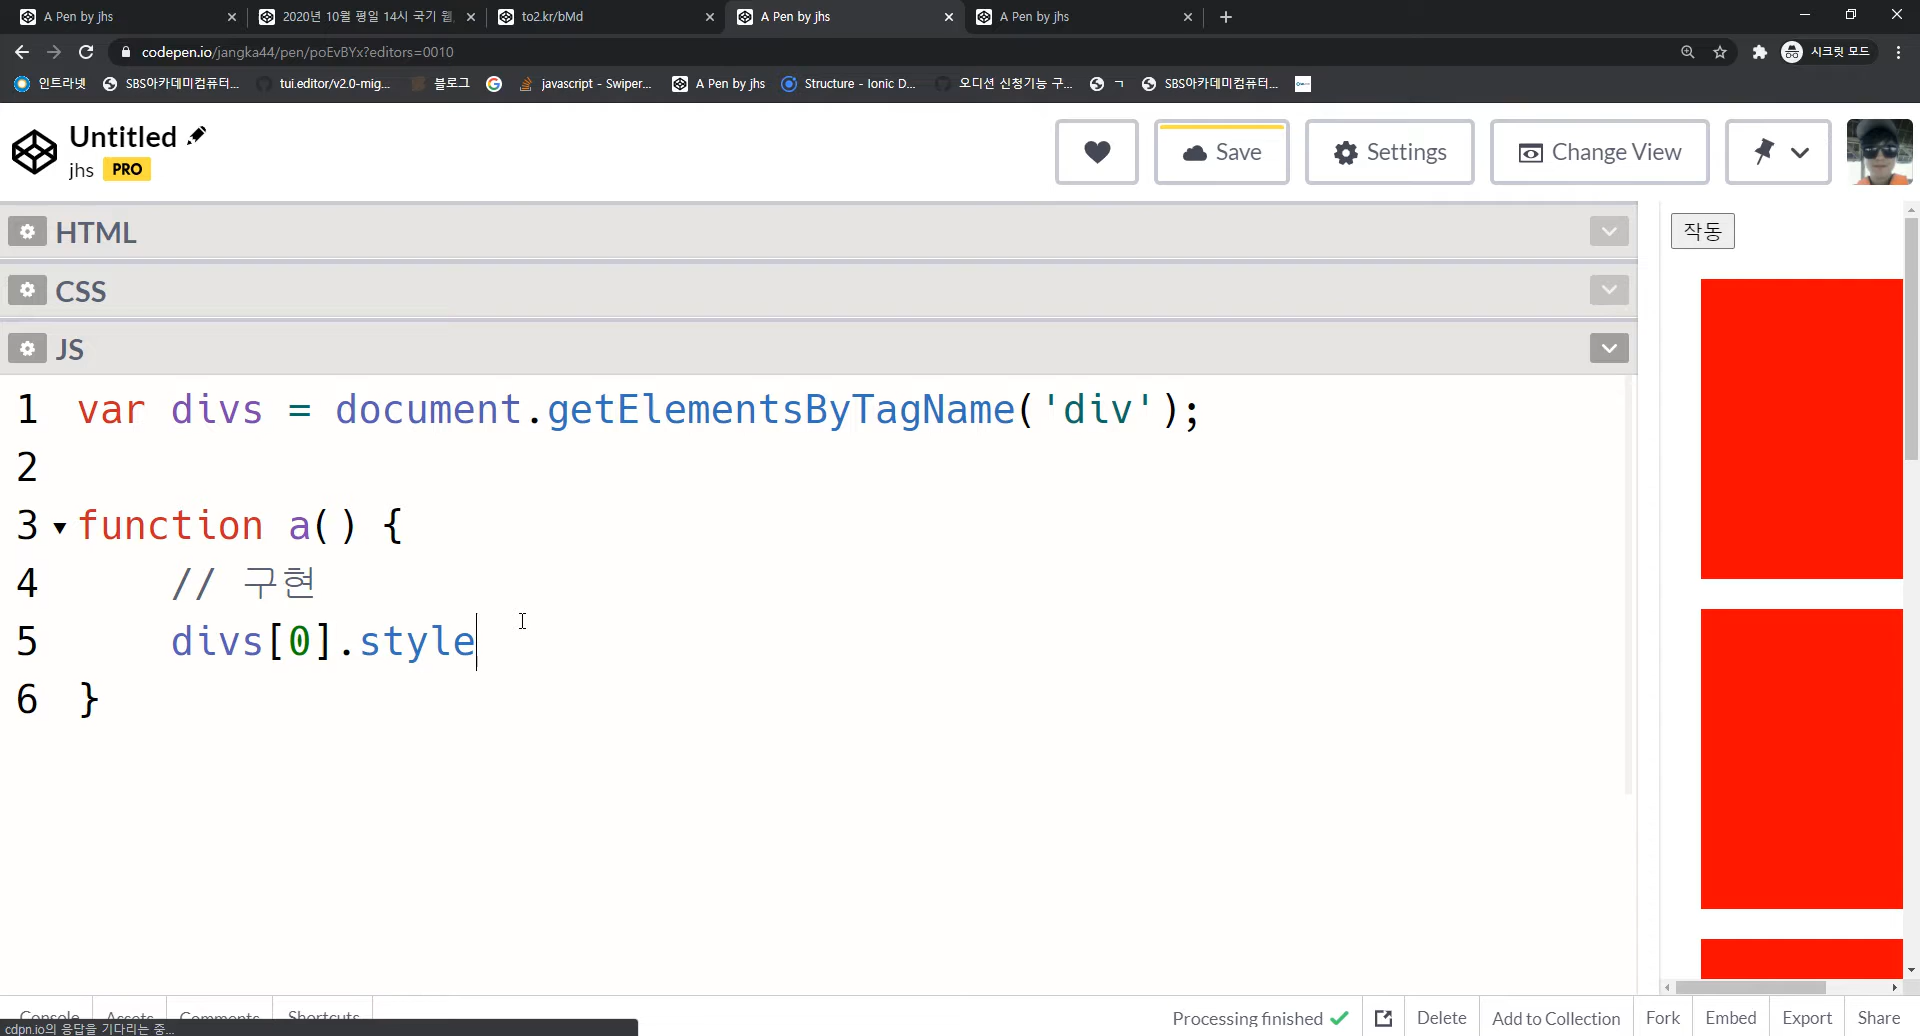 A Pen by jhs
2020년 10월 평일 14시 국기 웹
to2.kr/bMd
A Pen by jhs
A Pen by jhs
codepen.io/jangka44/pen/poEvBYx?editors=0010
시크릿 모드
인트라넷
SBS아카데미컴퓨터...
tui.editor/v2.0-mig...
블로그
javascript - Swiper...
A Pen by jhs
Structure - Ionic D...
오디션 신청기능 구...
ㄱ
SBS아카데미컴퓨터...
Untitled
jhs PRO
Save
Settings
Change View
HTML
CSS
JS
1 var divs = document.getElementsByTagName('div');
2
3 function a() {
4 // 구현
5 divs[0].style
6 }
작동
Console
Assets
Comments
Shortcuts
cdpn.io의 응답을 기다리는 중...
Processing finished
Delete
Add to Collection
Fork
Embed
Export
Share